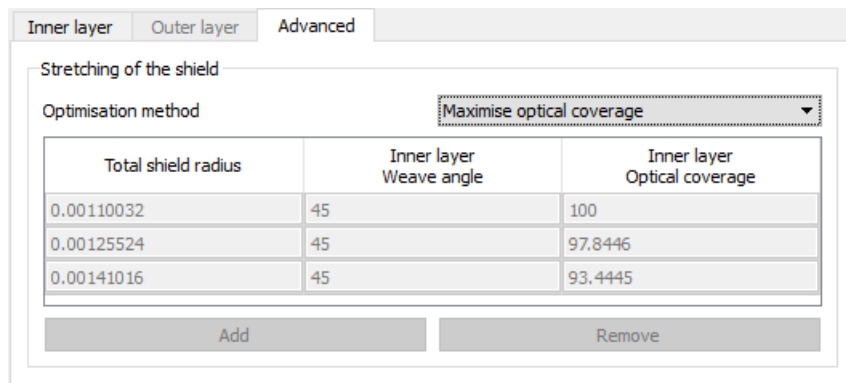 Inner layer Outer layer Advanced
Stretching of the shield
Optimisation method Maximise optical coverage
Total shield radius Inner layer Weave angle Inner layer Optical coverage
0.00110032 45 100
0.00125524 45 97.8446
0.00141016 45 93.4445
Add Remove